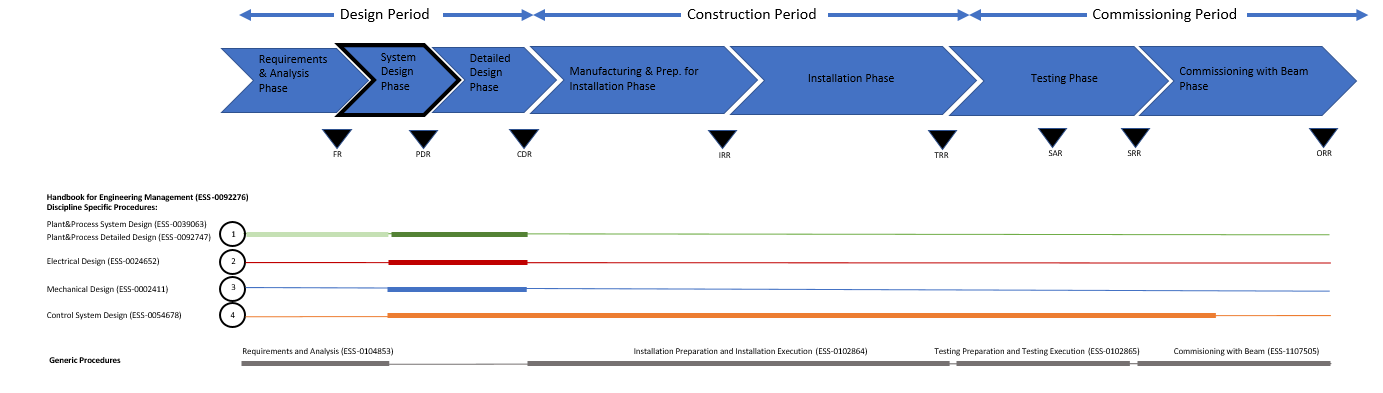 Design Period
Construction Period
Commissioning Period
Requirements
& Analysis
Phase
System
Design
Phase
Detailed
Design
Phase
Manufacturing & Prep. for
Installation Phase
Installation Phase
Testing Phase
Commissioning with Beam
Phase
FR
PDR
CDR
IRR
TRR
SAR
SRR
ORR
Handbook for Engineering Management (ESS-0092276)
Discipline Specific Procedures:
Plant&Process System Design (ESS-0039063)
Plant&Process Detailed Design (ESS-0092747)
1
Electrical Design (ESS-0024652)
2
Mechanical Design (ESS-0002411)
3
Control System Design (ESS-0054678)
4
Generic Procedures
Requirements and Analysis (ESS-0104853)
Installation Preparation and Installation Execution (ESS-0102864)
Testing Preparation and Testing Execution (ESS-0102865)
Commisioning with Beam (ESS-1107505)